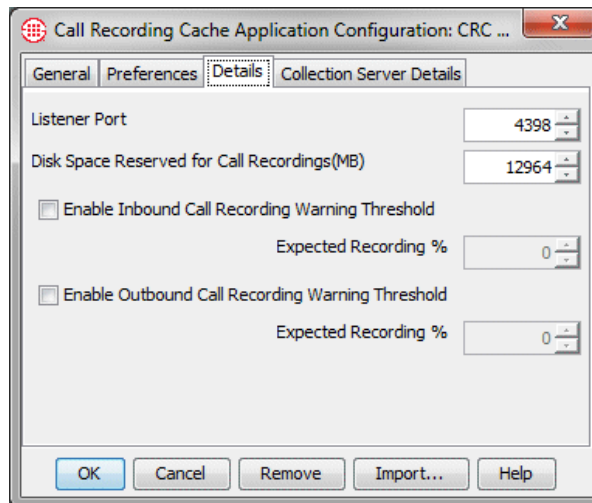 Call Recording Cache Application Configuration: CRC ...
General Preferences Details Collection Server Details
Listener Port 4398
Disk Space Reserved for Call Recordings(MB) 12964
Enable Inbound Call Recording Warning Threshold
Expected Recording % 0
Enable Outbound Call Recording Warning Threshold
Expected Recording % 0
OK Cancel Remove Import... Help